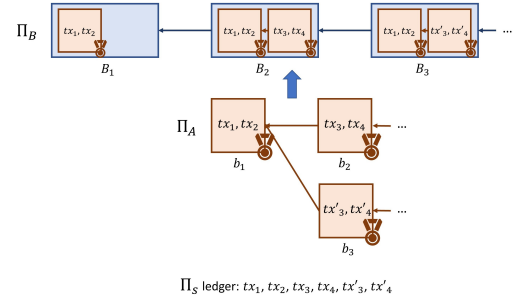 Π_B
tx₁, tx₂
tx₁, tx₂ tx₃, tx₄
tx₁, tx₂ tx'₃, tx'₄ ...
B₁ B₂ B₃
Π_A
tx₁, tx₂ tx₃, tx₄ ...
b₁ b₂
tx'₃, tx'₄ ...
b₃
Π_S ledger: tx₁, tx₂, tx₃, tx₄, tx'₃, tx'₄